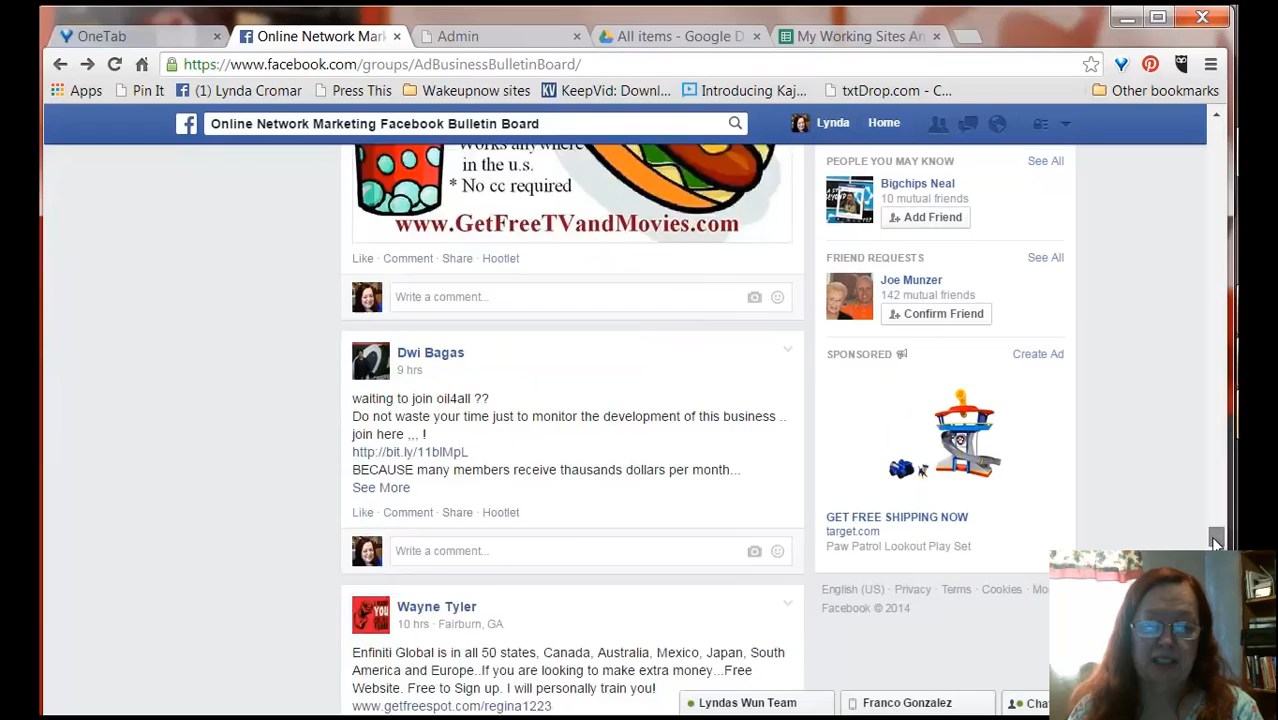 OneTab
Online Network Mark
Admin
All items - Google D
My Working Sites An
https://www.facebook.com/groups/AdBusinessBulletinBoard/
Apps
Pin It
(1) Lynda Cromar
Press This
Wakeupnow sites
KeepVid: Downl...
Introducing Kaj...
txtDrop.com - C...
Other bookmarks
Online Network Marketing Facebook Bulletin Board
Lynda
Home
Works anywhere
in the u.s.
* No cc required
www.GetFreeTVandMovies.com
Like · Comment · Share · Hootlet
Write a comment...
Dwi Bagas
9 hrs
waiting to join oil4all ??
Do not waste your time just to monitor the development of this business ..
join here ,,, !
http://bit.ly/11blMpL
BECAUSE many members receive thausands dollars per month...
See More
Like · Comment · Share · Hootlet
Write a comment...
Wayne Tyler
10 hrs · Fairburn, GA
Enfiniti Global is in all 50 states, Canada, Australia, Mexico, Japan, South
America and Europe..If you are looking to make extra money...Free
Website. Free to Sign up. I will personally train you!
www.getfreespot.com/regina1223
PEOPLE YOU MAY KNOW
See All
Bigchips Neal
10 mutual friends
Add Friend
FRIEND REQUESTS
See All
Joe Munzer
142 mutual friends
Confirm Friend
SPONSORED
Create Ad
GET FREE SHIPPING NOW
target.com
Paw Patrol Lookout Play Set
English (US) · Privacy · Terms · Cookies · Mo
Facebook © 2014
Lyndas Wun Team
Franco Gonzalez
Cha